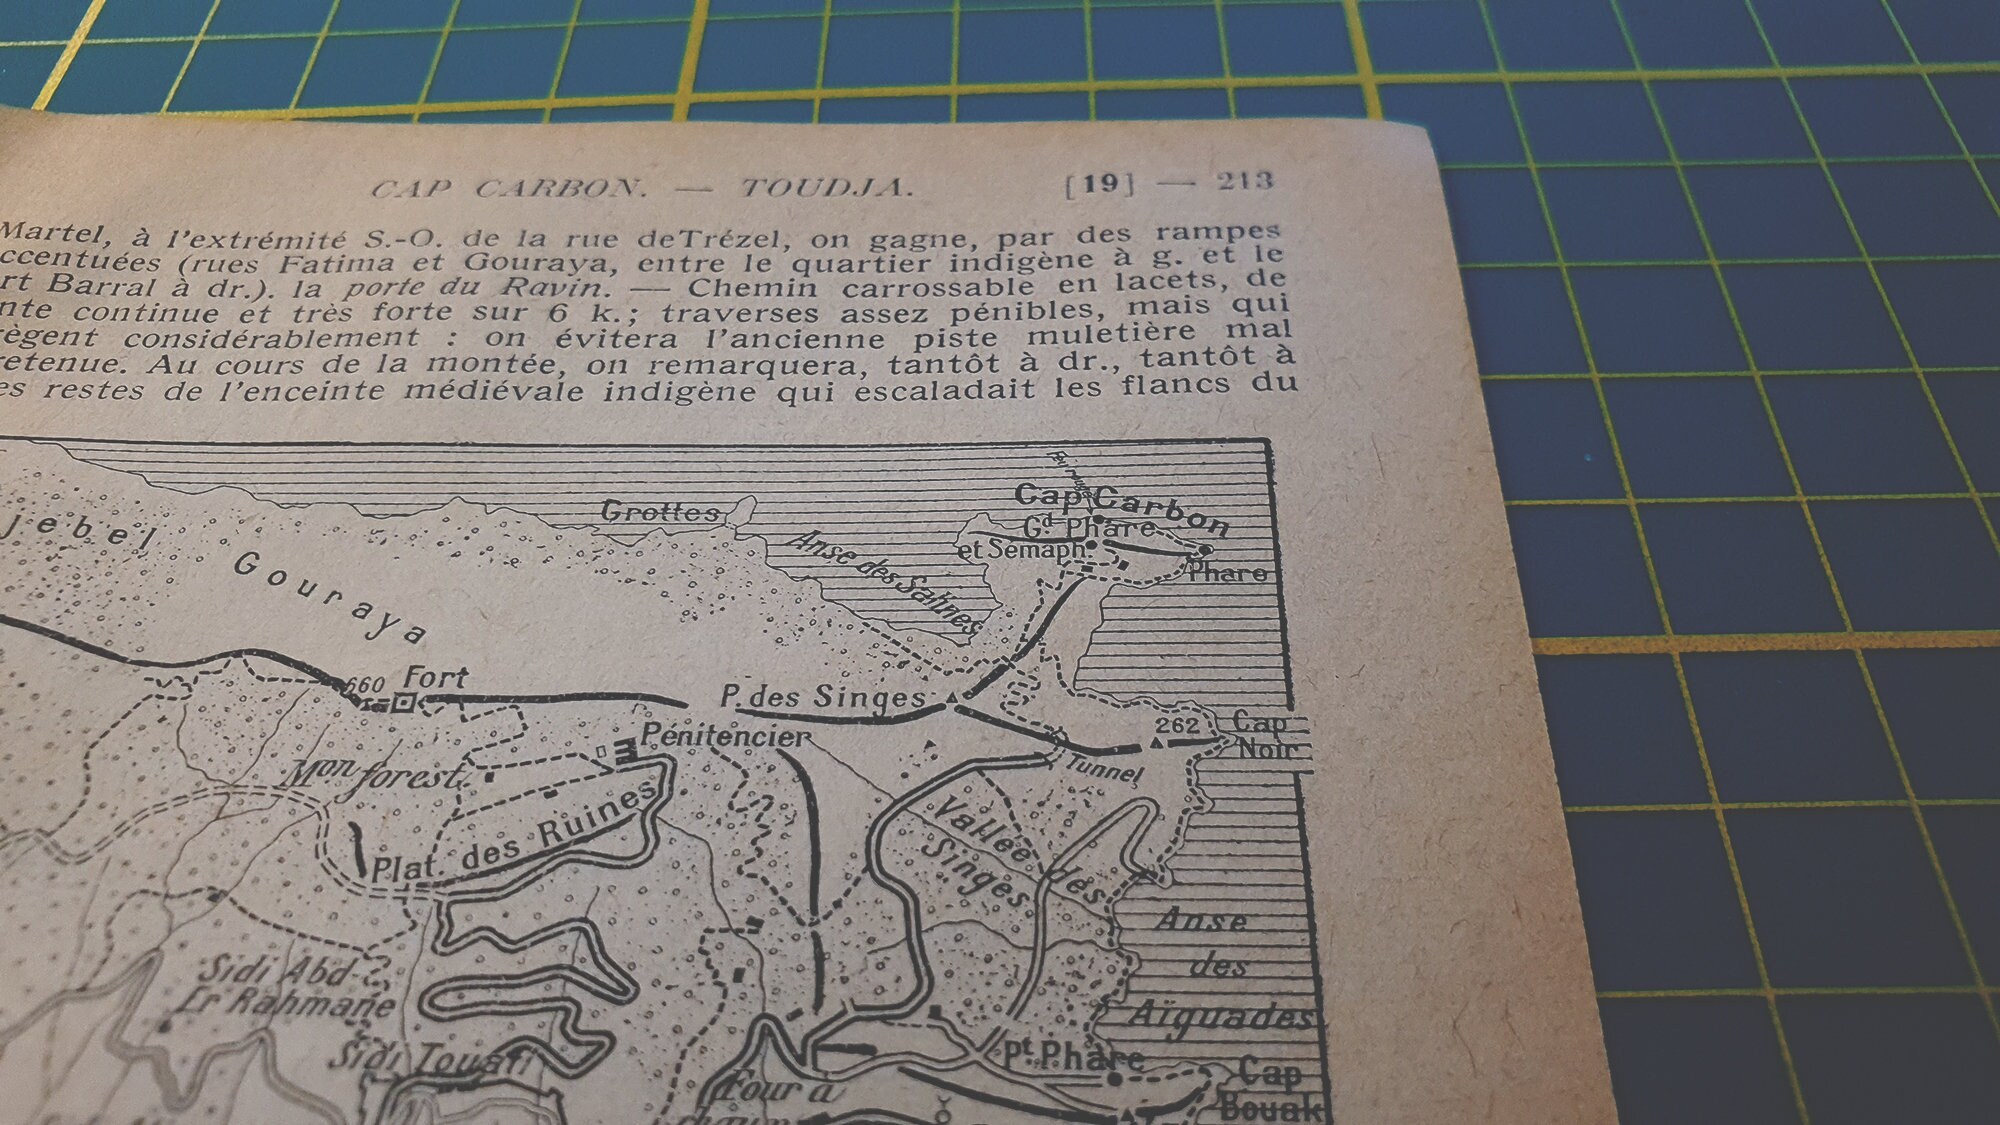 CAP CARBON. — TOUDJA. [19] — 213
Martel, à l'extrémité S.-O. de la rue deTrézel, on gagne, par des rampes
ccentuées (rues Fatima et Gouraya, entre le quartier indigène à g. et le
rt Barral à dr.). la porte du Ravin. — Chemin carrossable en lacets, de
nte continue et très forte sur 6 k.; traverses assez pénibles, mais qui
règent considérablement : on évitera l'ancienne piste muletière mal
retenue. Au cours de la montée, on remarquera, tantôt à dr., tantôt à
es restes de l'enceinte médiévale indigène qui escaladait les flancs du
Cap Carbon
Grottes
Gd Phare
et Sémaph.
Phare
jebel
Gouraya
Anse des Salines
660 Fort
P. des Singes
262
Cap
Noir
Pénitencier
Tunnel
Mon forest.
Plat. des Ruines
Vallée des
Singes
Anse
des
Aiguades
Sidi Abd-
Er Rahmane
Sidi Touati
Pt Phare
Four à
Cap
Bouak